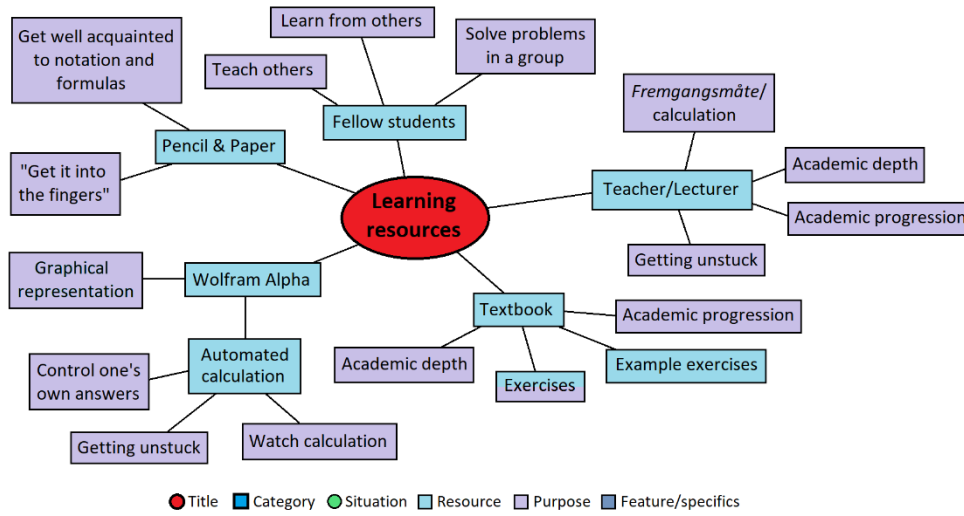 Get well acquainted
to notation and
formulas
Learn from others
Teach others
Solve problems
in a group
Fellow students
Pencil & Paper
"Get it into
the fingers"
Fremgangsmåte/
calculation
Teacher/Lecturer
Academic depth
Academic progression
Getting unstuck
Learning
resources
Graphical
representation
Wolfram Alpha
Automated
calculation
Control one's
own answers
Getting unstuck
Watch calculation
Textbook
Academic progression
Academic depth
Exercises
Example exercises
Title
Category
Situation
Resource
Purpose
Feature/specifics